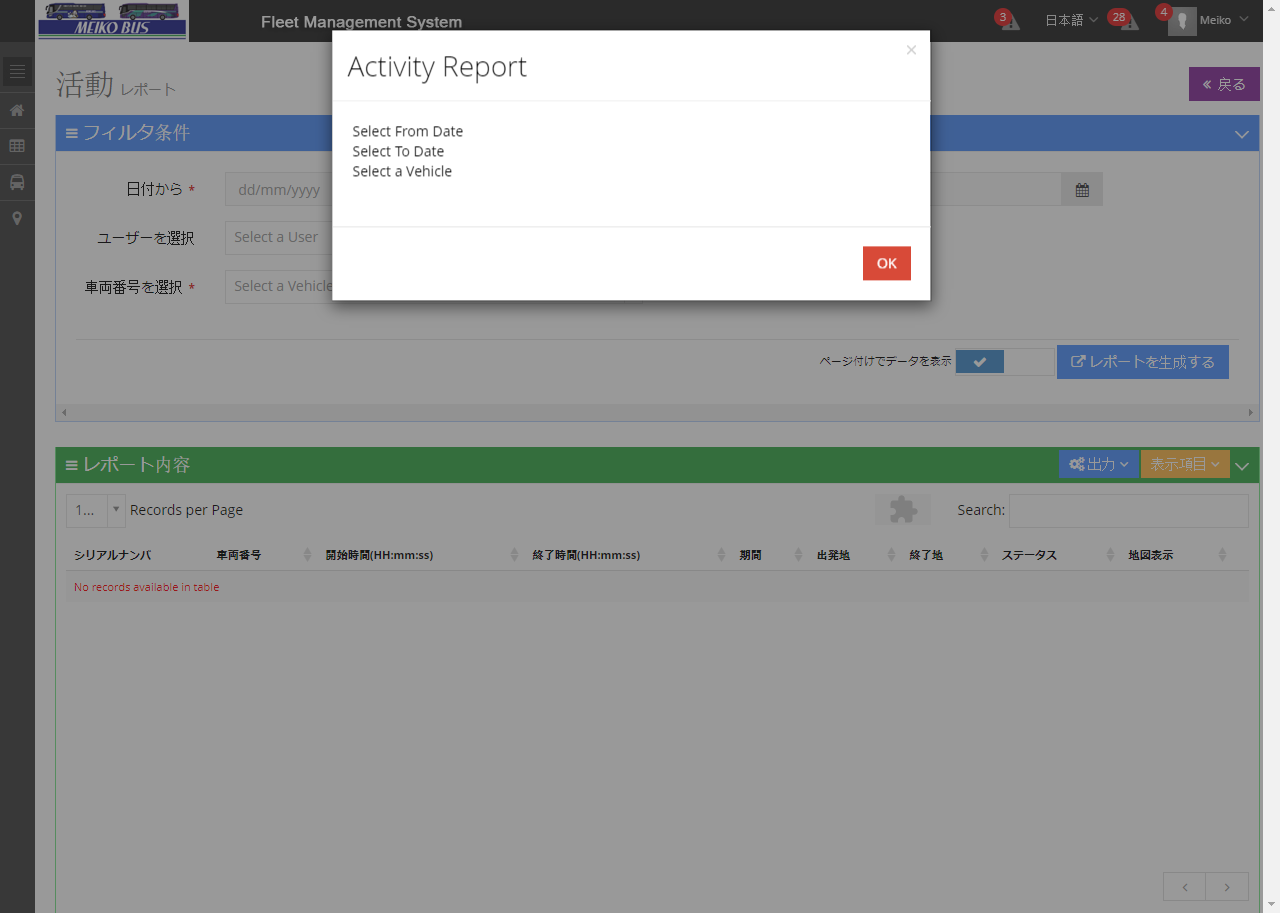 MEIKO BUS
Fleet Management System
3
日本語
28
4
Meiko
Activity Report
×
Select From Date
Select To Date
Select a Vehicle
OK
活動 レポート
戻る
フィルタ条件
日付から *
dd/mm/yyyy
ユーザーを選択
Select a User
車両番号を選択 *
Select a Vehicle
ページ付けでデータを表示
レポートを生成する
レポート内容
出力
表示項目
1...
Records per Page
Search:
シリアルナンバ 車両番号 開始時間(HH:mm:ss) 終了時間(HH:mm:ss) 期間 出発地 終了地 ステータス 地図表示
No records available in table